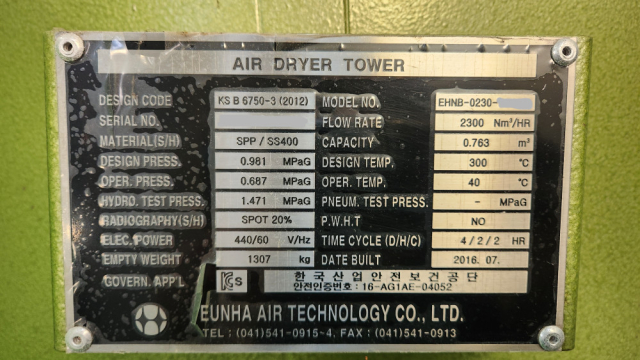 AIR DRYER TOWER
DESIGN CODE KS B 6750-3 (2012) MODEL NO. EHNB-0230-
SERIAL NO. FLOW RATE 2300 Nm³/HR
MATERIAL(S/H) SPP / SS400 CAPACITY 0.763 m³
DESIGN PRESS. 0.981 MPaG DESIGN TEMP. 300 °C
OPER. PRESS. 0.687 MPaG OPER. TEMP. 40 °C
HYDRO. TEST PRESS. 1.471 MPaG PNEUM. TEST PRESS. - MPaG
RADIOGRAPHY(S/H) SPOT 20% P.W.H.T NO
ELEC. POWER 440/60 V/Hz TIME CYCLE (D/H/C) 4 / 2 / 2 HR
EMPTY WEIGHT 1307 kg DATE BUILT 2016. 07.
GOVERN. APP'L KCs 한국산업안전보건공단
안전인증번호 : 16-AG1AE-04052
EUNHA AIR TECHNOLOGY CO., LTD.
TEL : (041)541-0915~4, FAX : (041)541-0913